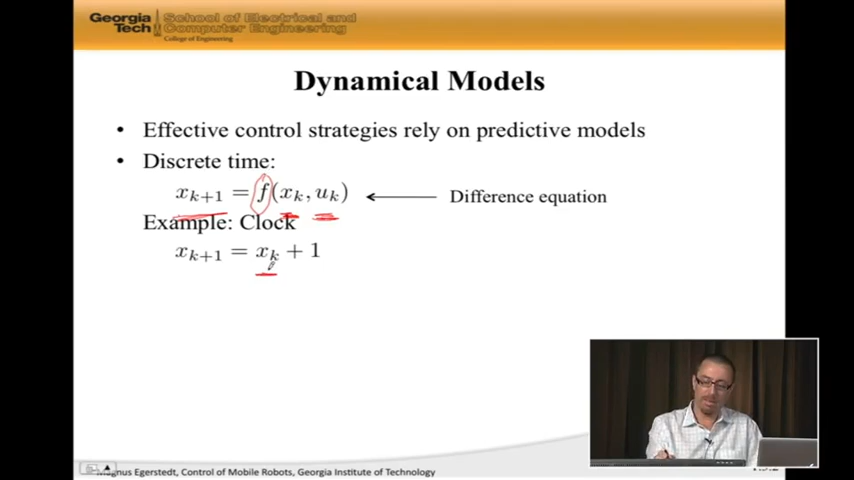 Georgia Tech
School of Electrical and Computer Engineering
College of Engineering
Dynamical Models
• Effective control strategies rely on predictive models
• Discrete time:
x_{k+1} = f(x_k, u_k) ← Difference equation
Example: Clock
x_{k+1} = x_k + 1
Magnus Egerstedt, Control of Mobile Robots, Georgia Institute of Technology